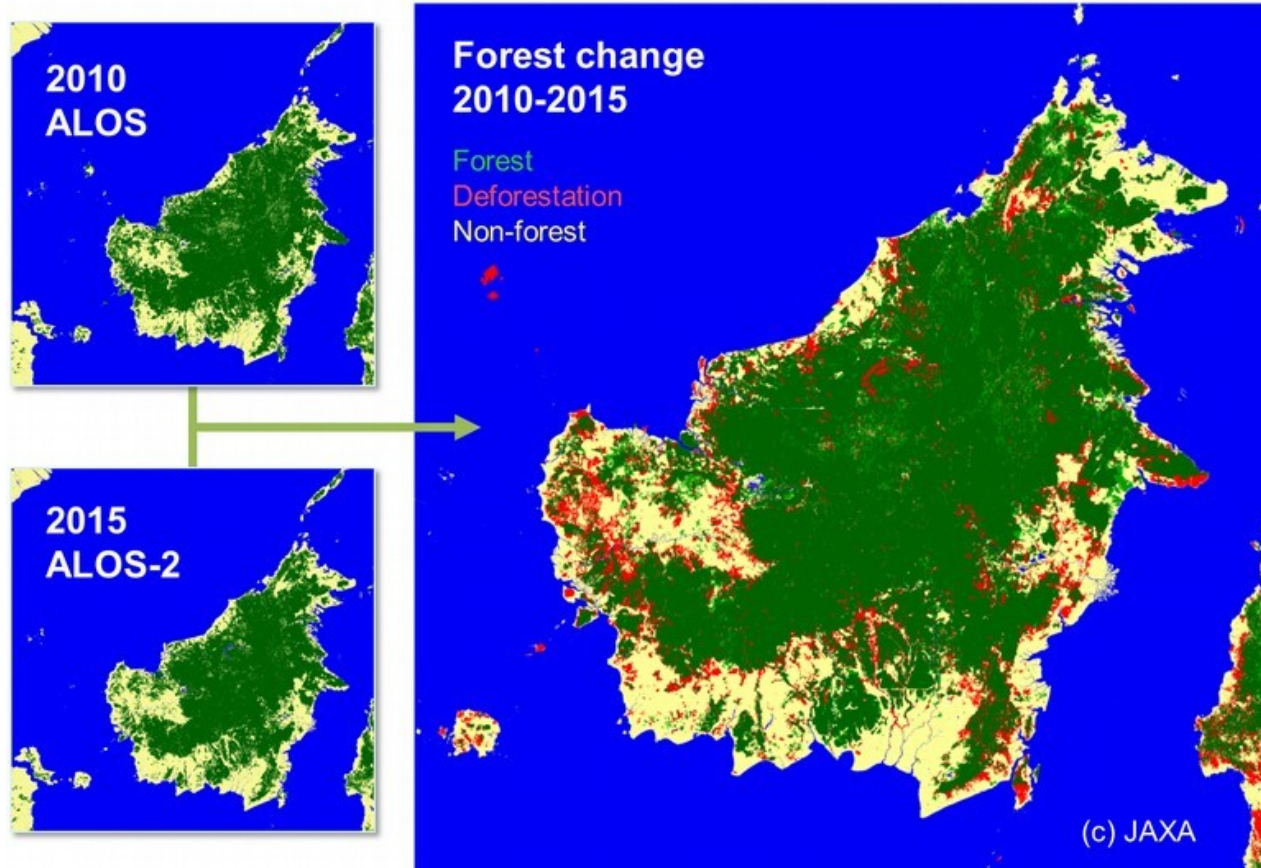 2010
ALOS
2015
ALOS-2
Forest change
2010-2015
Forest
Deforestation
Non-forest
(c) JAXA